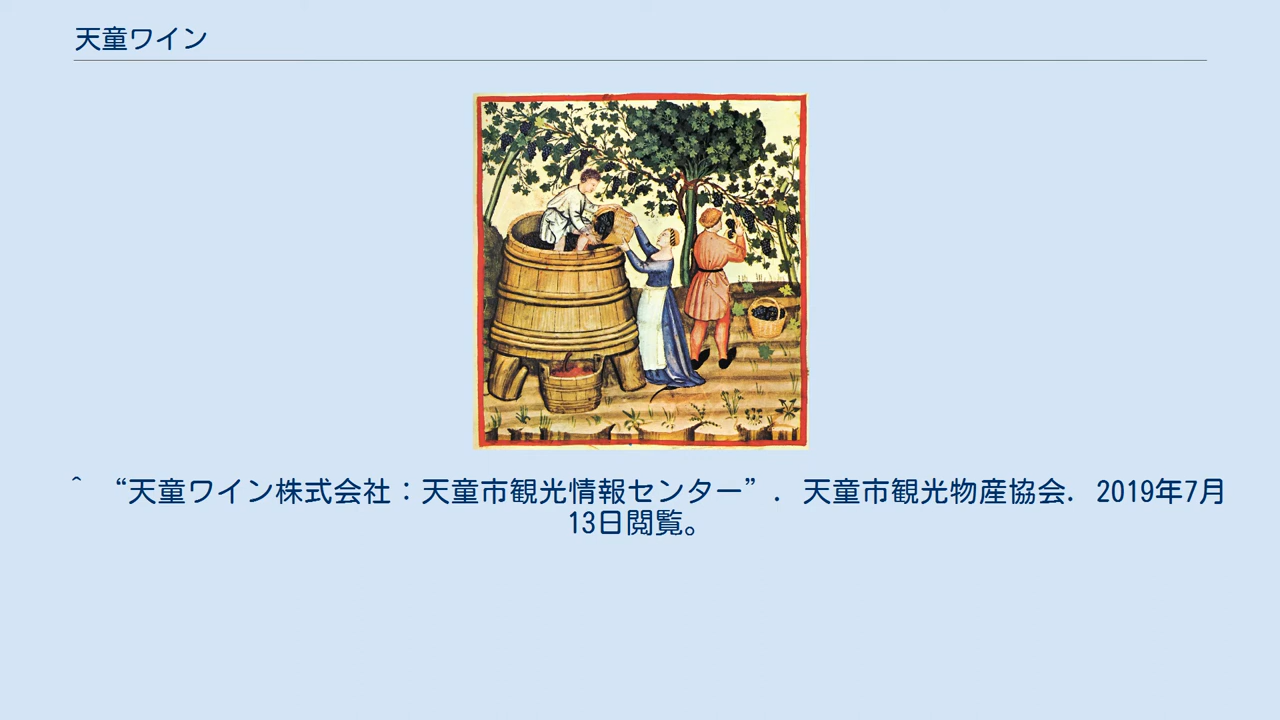 天童ワイン
^ “天童ワイン株式会社：天童市観光情報センター”. 天童市観光物産協会. 2019年7月
13日閲覧。